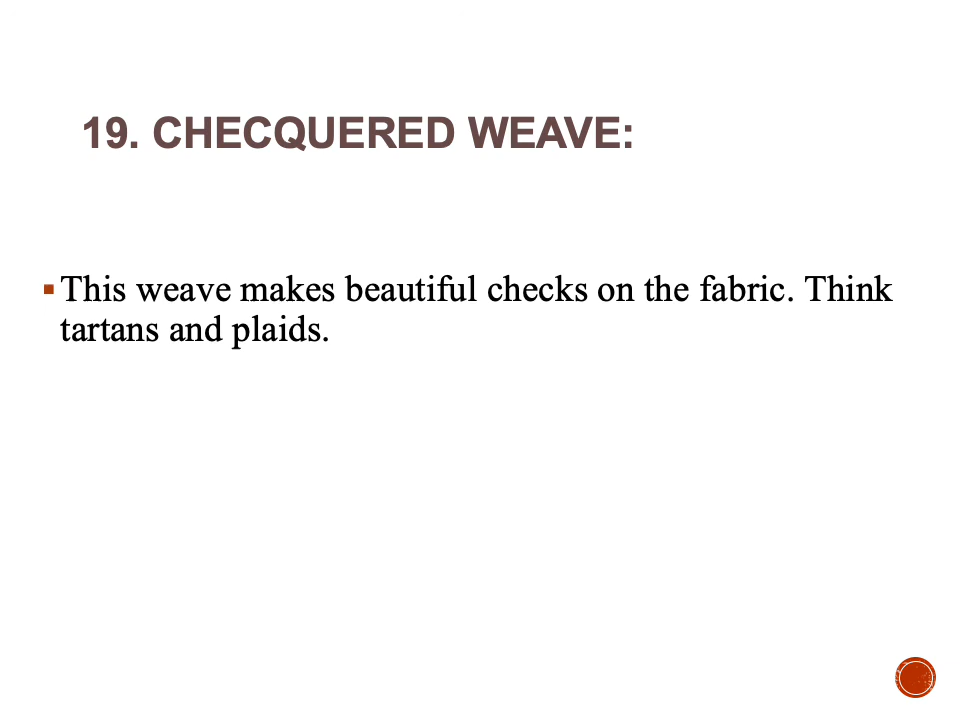 19. CHECQUERED WEAVE:
▪ This weave makes beautiful checks on the fabric. Think
tartans and plaids.